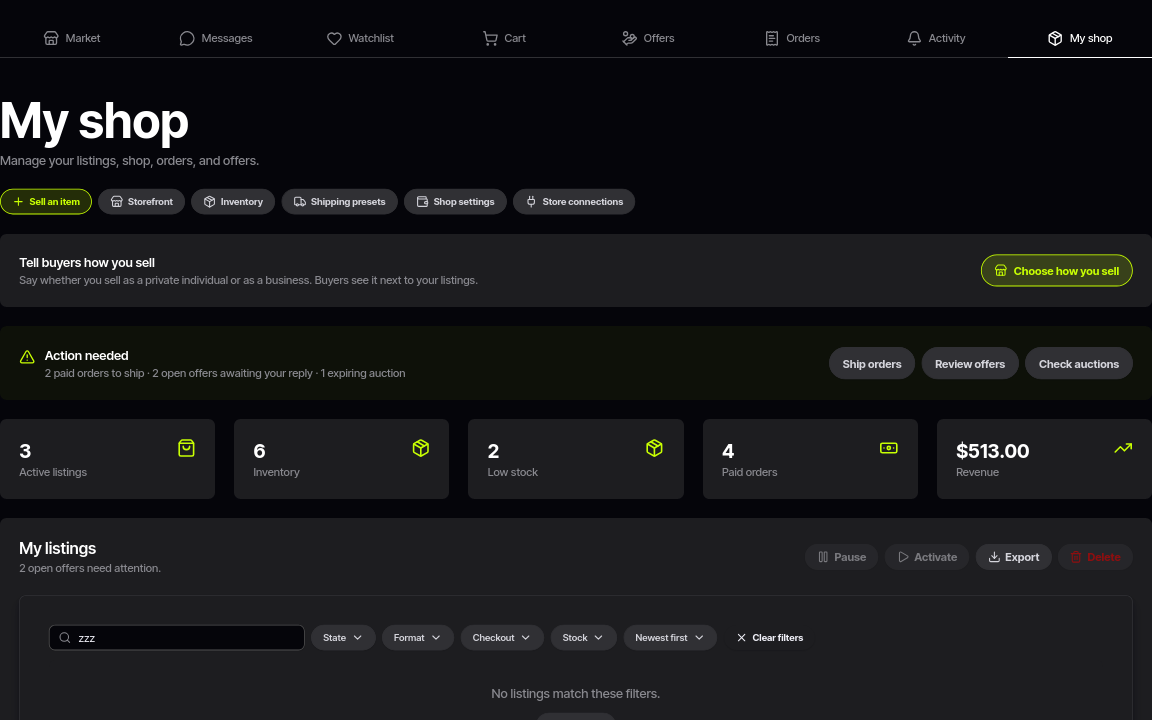 Market Messages Watchlist Cart Offers Orders Activity My shop
My shop
Manage your listings, shop, orders, and offers.
Sell an item Storefront Inventory Shipping presets Shop settings Store connections
Tell buyers how you sell
Say whether you sell as a private individual or as a business. Buyers see it next to your listings.
Choose how you sell
Action needed
2 paid orders to ship · 2 open offers awaiting your reply · 1 expiring auction
Ship orders Review offers Check auctions
3
Active listings
6
Inventory
2
Low stock
4
Paid orders
$513.00
Revenue
My listings
2 open offers need attention.
Pause Activate Export Delete
zzz State Format Checkout Stock Newest first Clear filters
No listings match these filters.